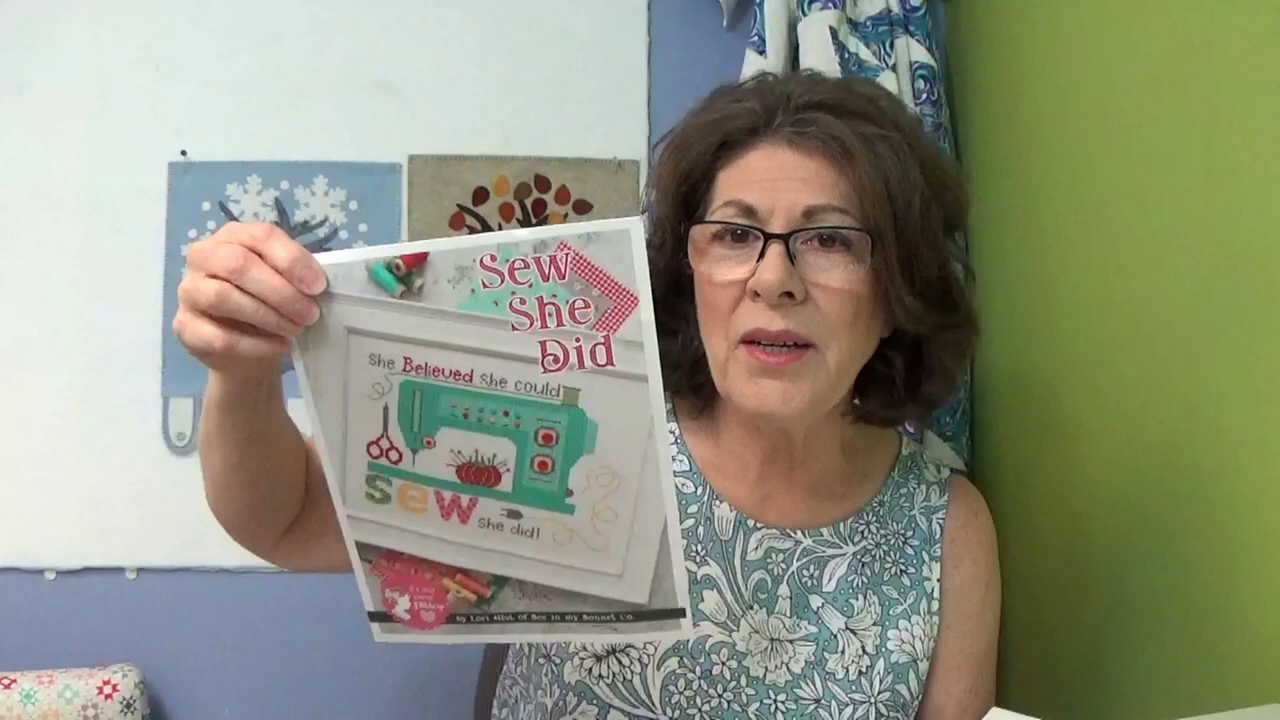 Sew
She
Did
She Believed she could
sew
she did!
by Lori Holt of Bee in my Bonnet Co.